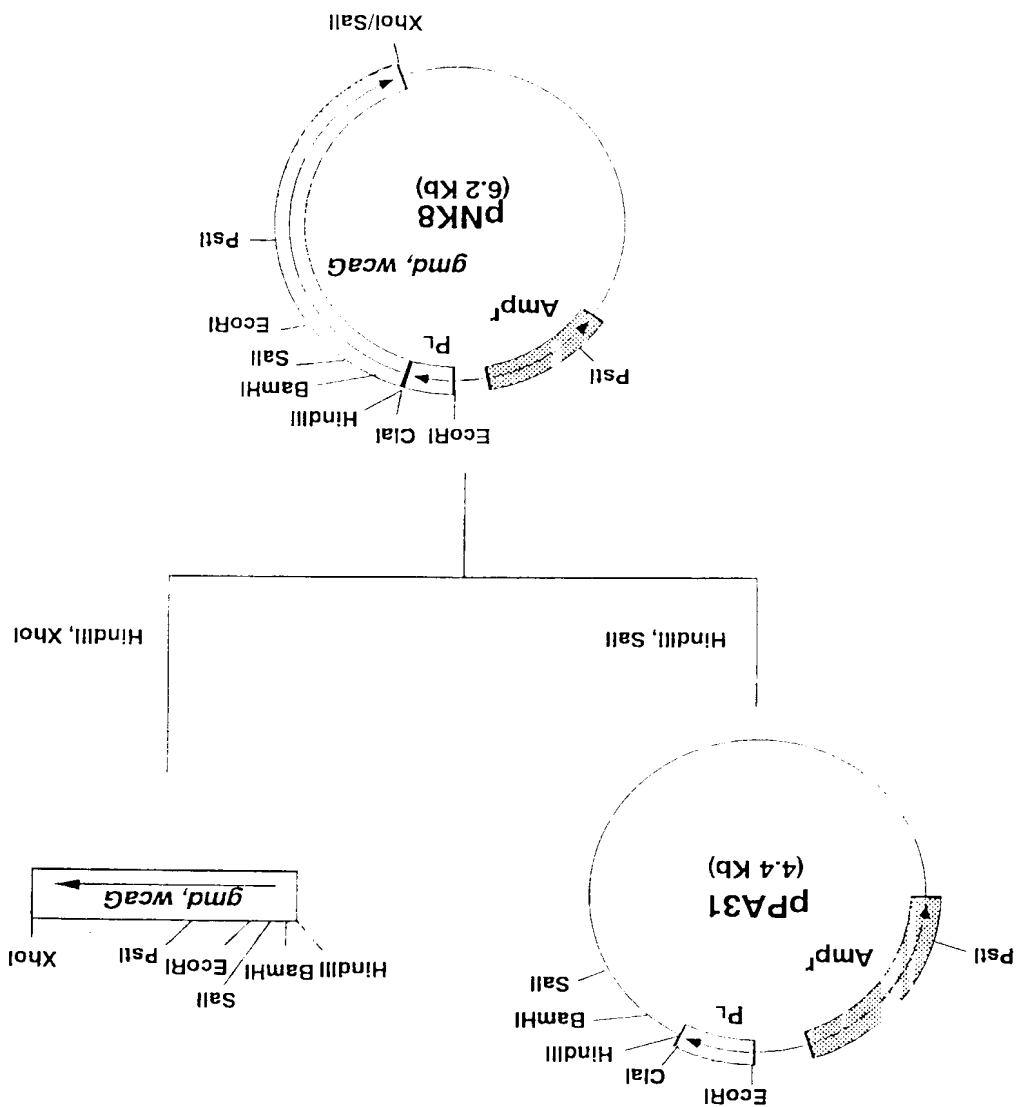 EcoRI
ClaI
HindIII
BamHI
SalI
P_L
Amp^r
PstI
pPA31
(4.4 Kb)
HindIII
BamHI
SalI
EcoRI
PstI
XhoI
gmd, wcaG
HindIII, SalI
HindIII, XhoI
EcoRI
ClaI
HindIII
BamHI
SalI
EcoRI
PstI
P_L
Amp^r
PstI
gmd, wcaG
pNK8
(6.2 Kb)
XhoI/SalI